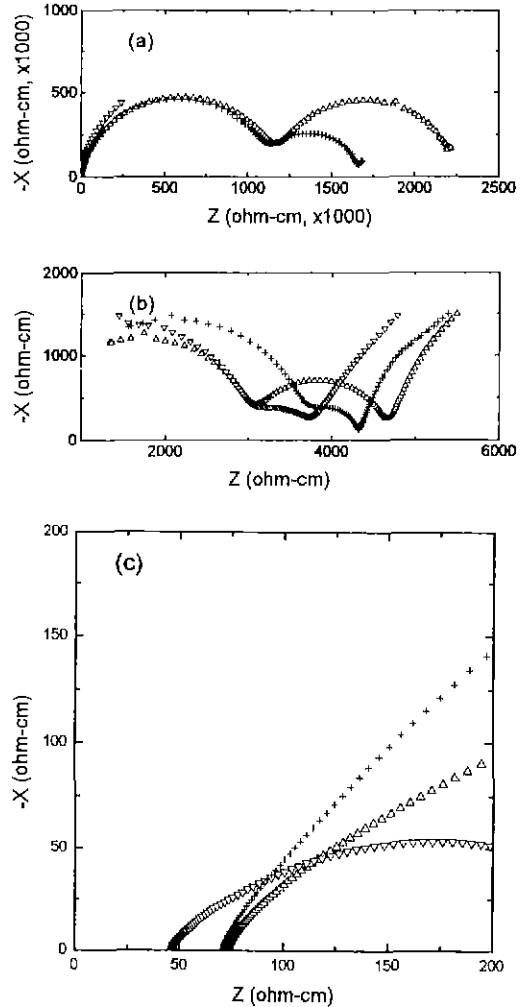 1000
(a)
500
0
0 500 1000 1500 2000 2500
-X (ohm-cm, x1000)
Z (ohm-cm, x1000)
2000
(b)
1000
0
2000 4000 6000
-X (ohm-cm)
Z (ohm-cm)
200
(c)
150
100
50
0
0 50 100 150 200
-X (ohm-cm)
Z (ohm-cm)